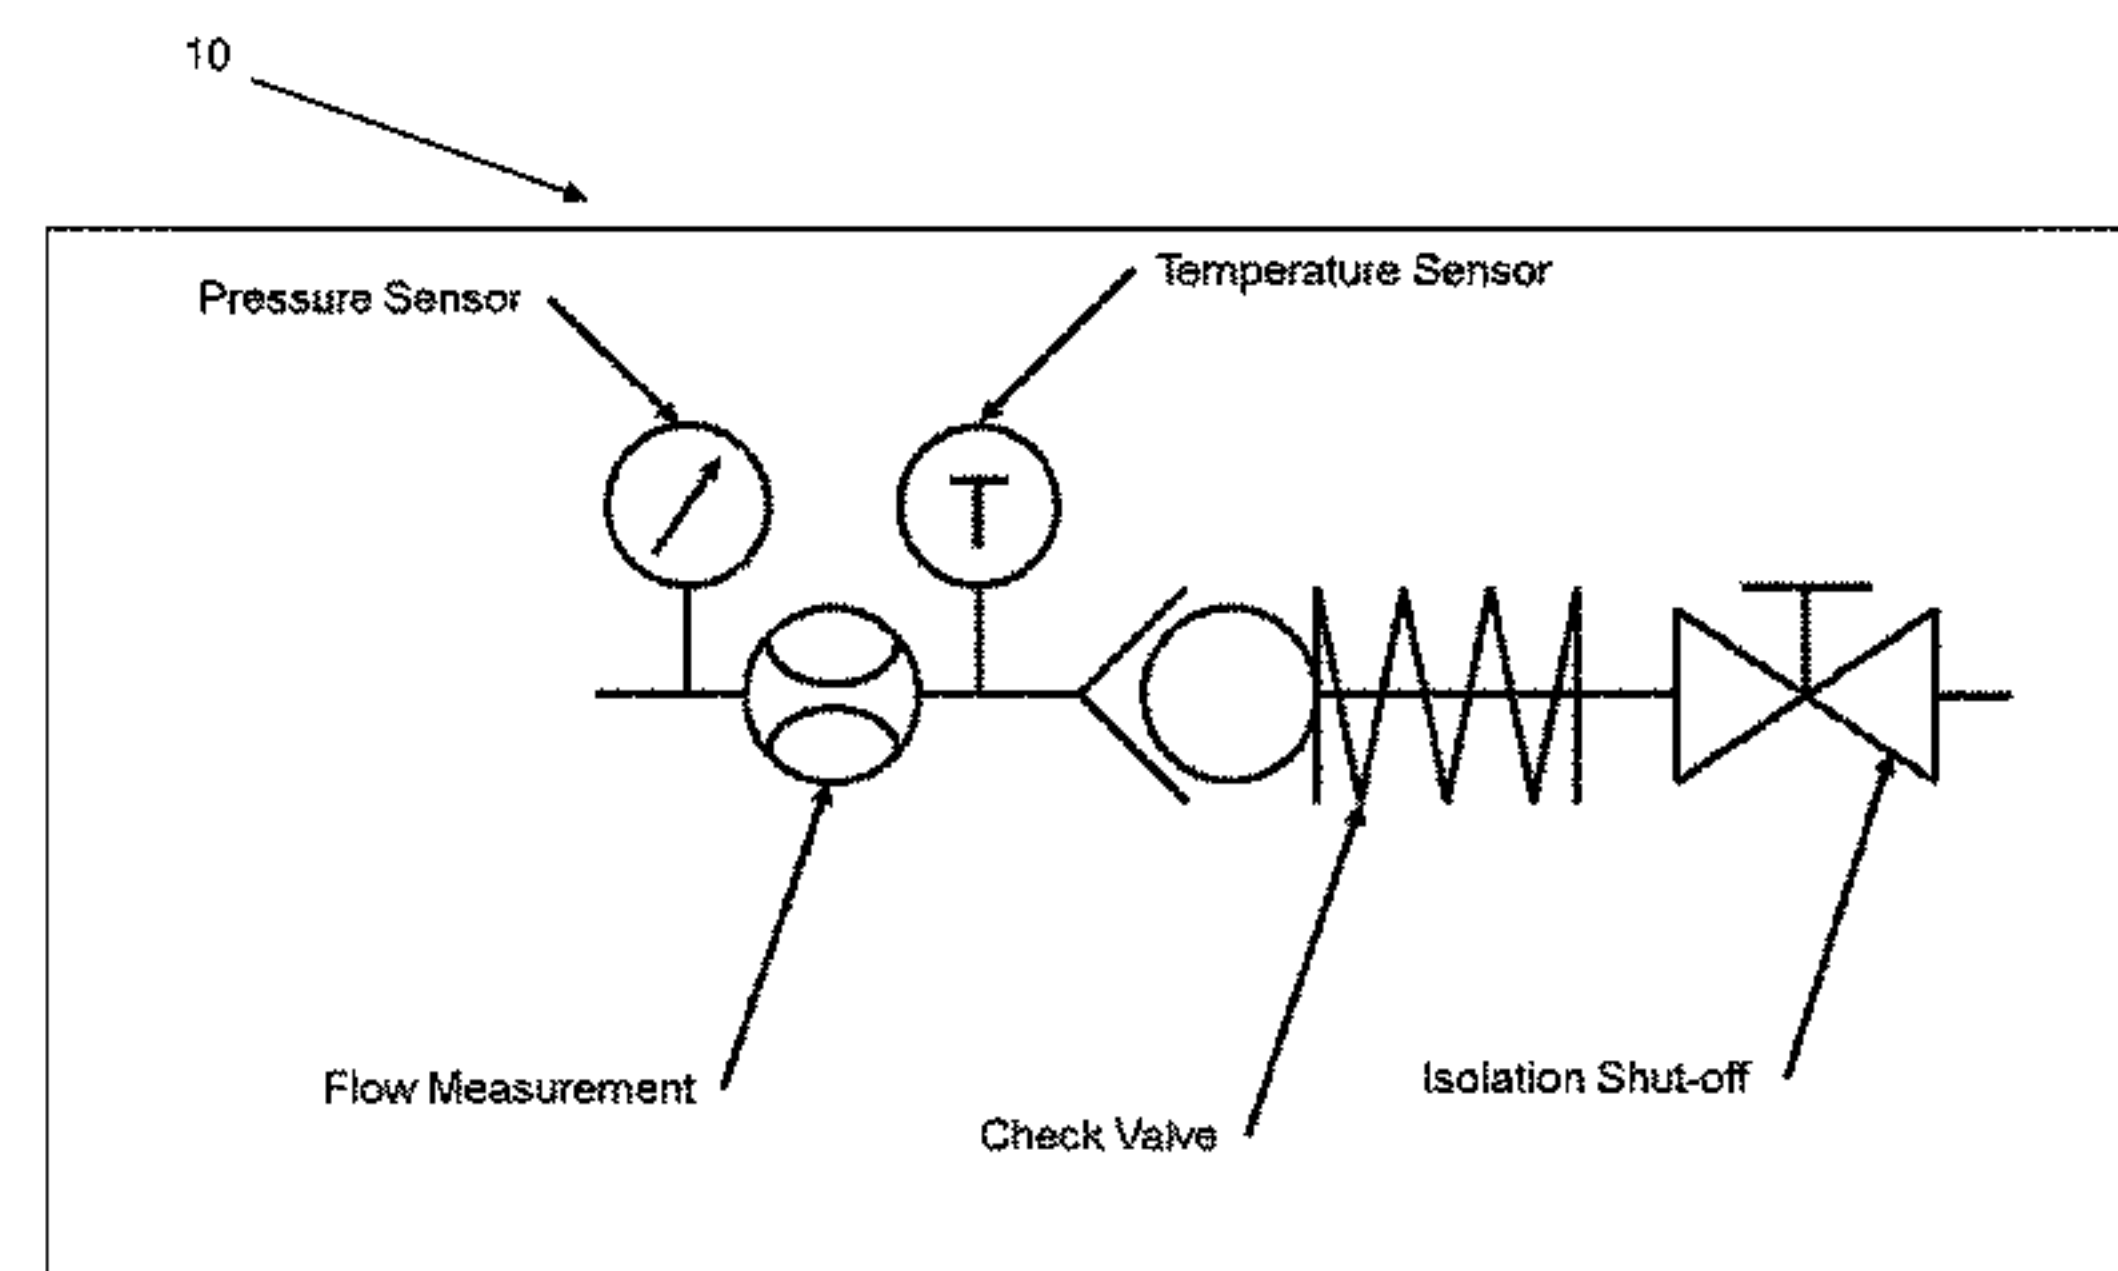 10
Pressure Sensor
Temperature Sensor
T
Flow Measurement
Isolation Shut-off
Check Valve